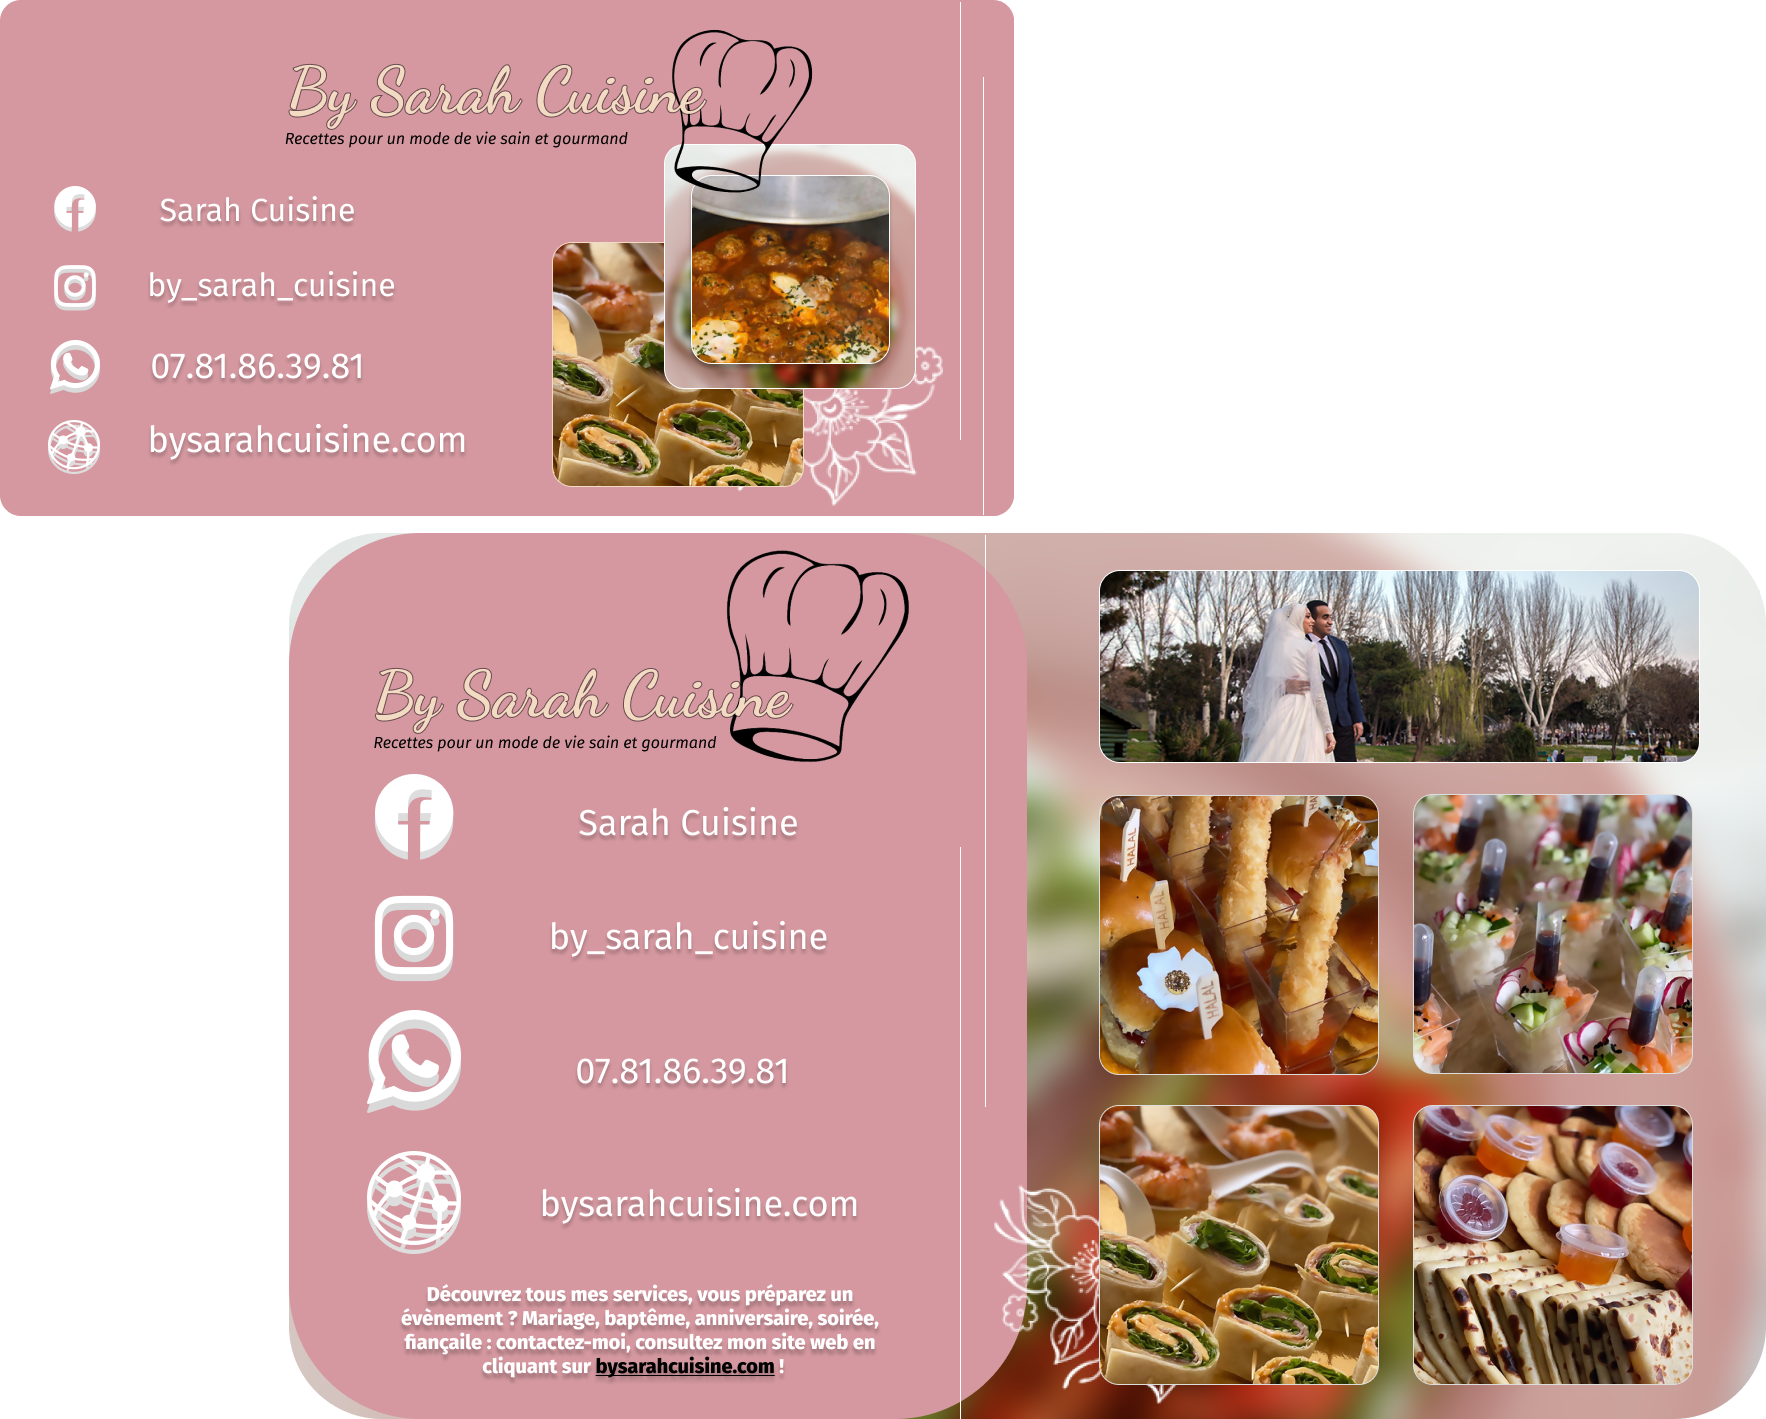 By Sarah Cuisine
Recettes pour un mode de vie sain et gourmand
Sarah Cuisine
by_sarah_cuisine
07.81.86.39.81
bysarahcuisine.com
By Sarah Cuisine
Recettes pour un mode de vie sain et gourmand
Sarah Cuisine
by_sarah_cuisine
07.81.86.39.81
bysarahcuisine.com
Découvrez tous mes services, vous préparez un
évènement ? Mariage, baptême, anniversaire, soirée,
fiançaile : contactez-moi, consultez mon site web en
cliquant sur bysarahcuisine.com !
HALAL
HALAL
HALAL